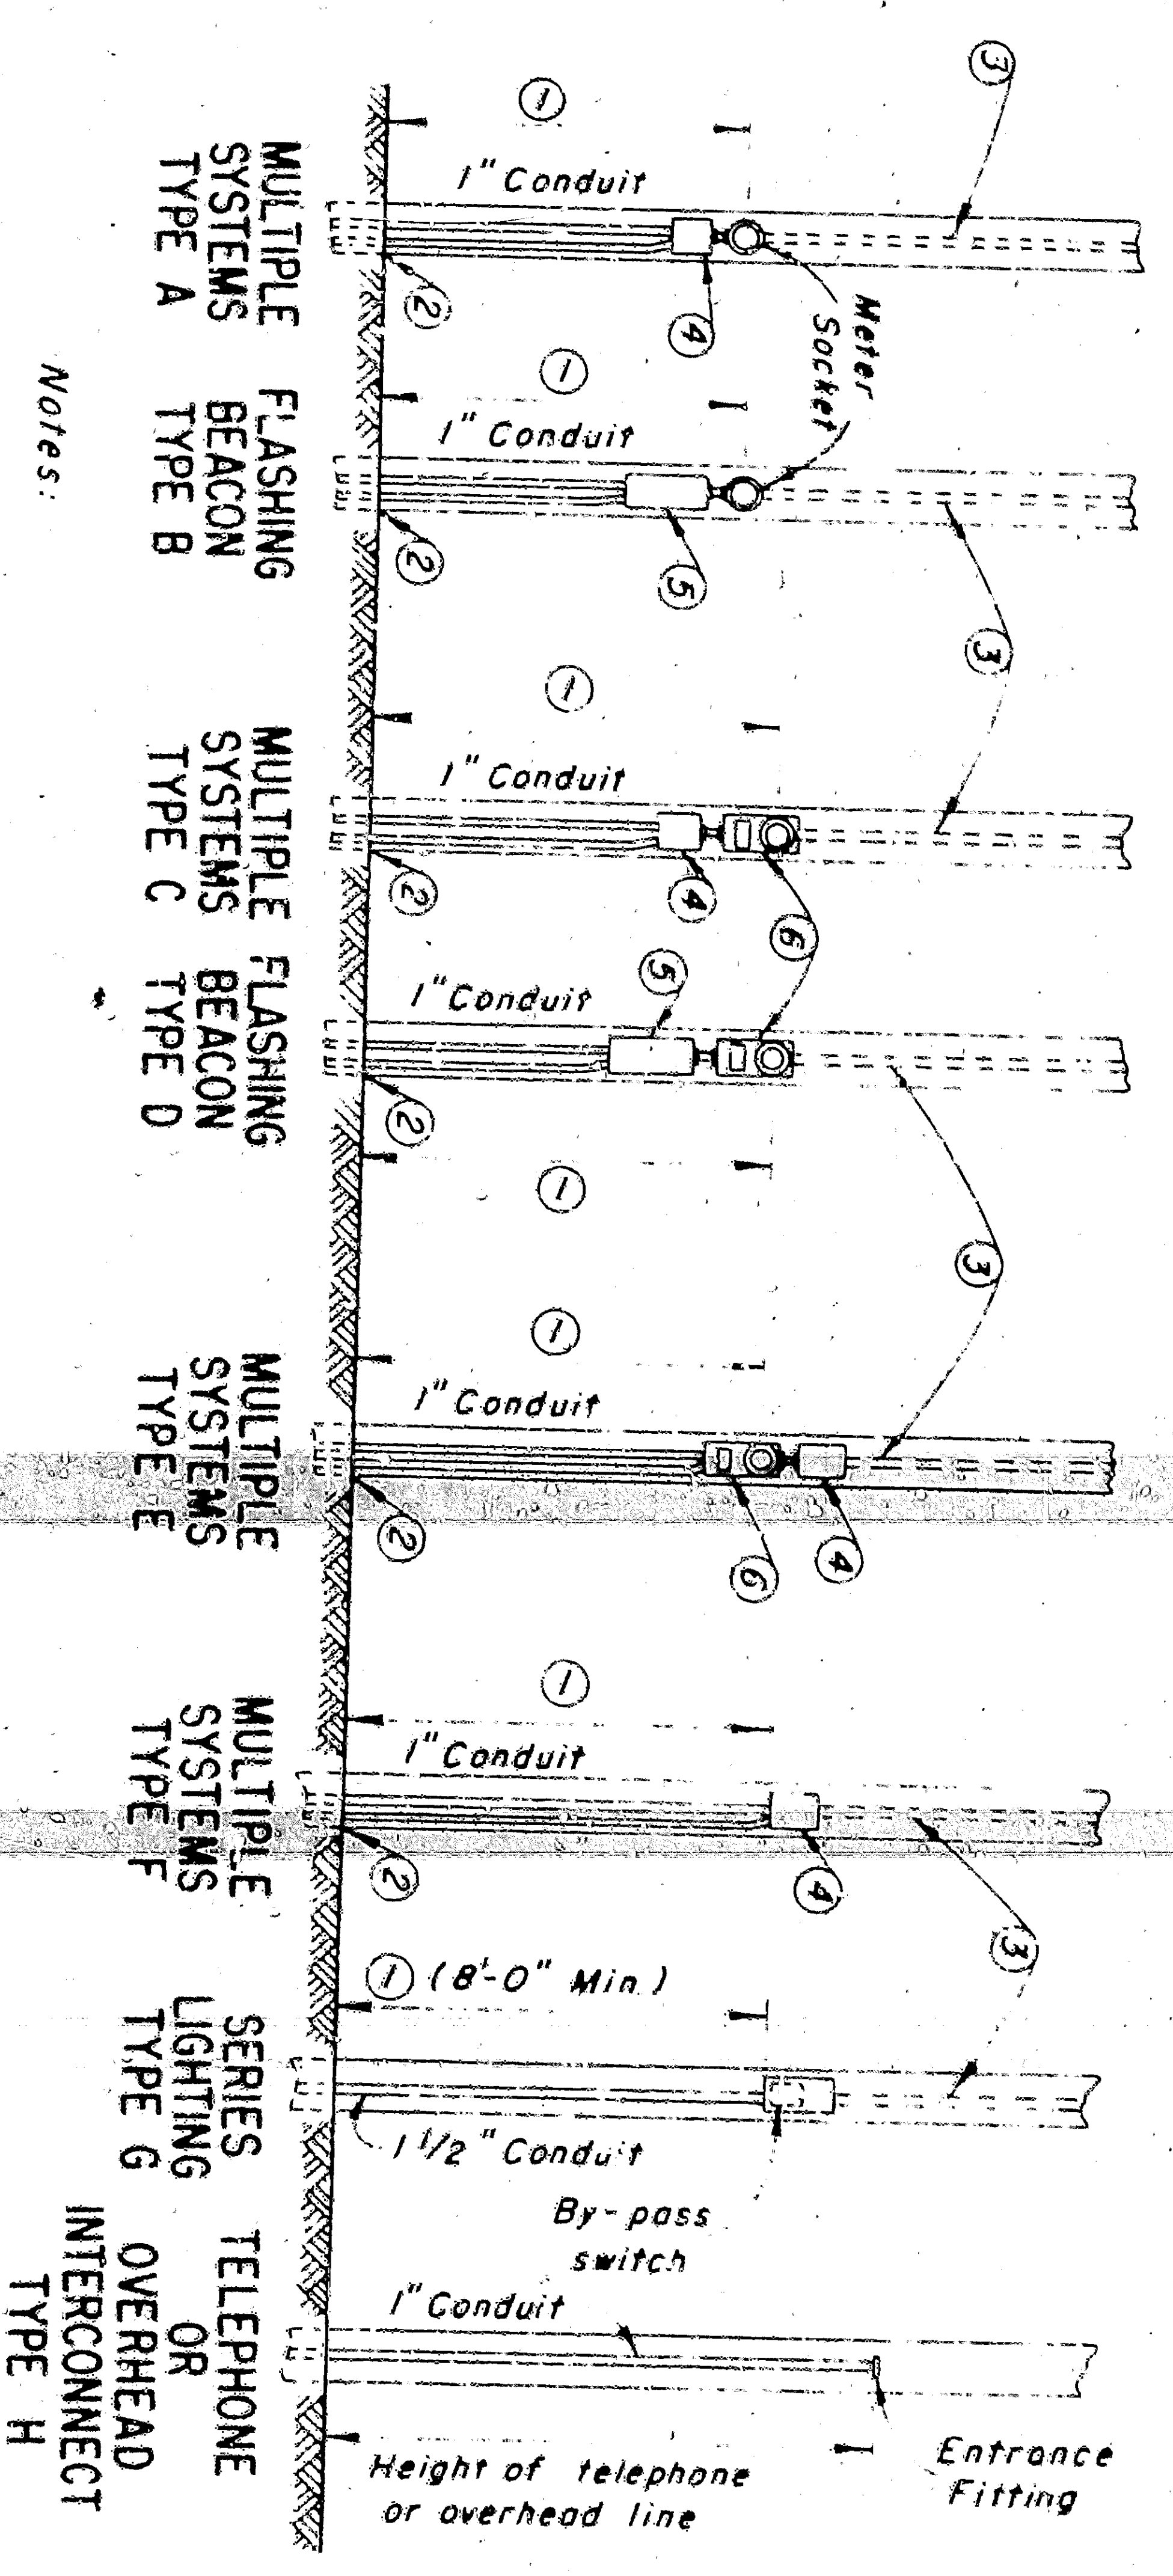 3
1
1" Conduit
2
4
Meter
Socket
MULTIPLE
SYSTEMS
TYPE A
1
1" Conduit
2
5
3
FLASHING
BEACON
TYPE B
1
1" Conduit
2
4
6
MULTIPLE
SYSTEMS
TYPE C
5
1" Conduit
2
1
3
FLASHING
BEACON
TYPE D
1
1" Conduit
2
6
4
MULTIPLE
SYSTEMS
TYPE E
1
1" Conduit
2
4
3
MULTIPLE
SYSTEMS
TYPE F
1 (8'-0" Min.)
1 1/2" Conduit
By-pass
switch
SERIES
LIGHTING
TYPE G
1" Conduit
Entrance
Fitting
Height of telephone
or overhead line
TELEPHONE
OR
OVERHEAD
INTERCONNECT
TYPE H
Notes: